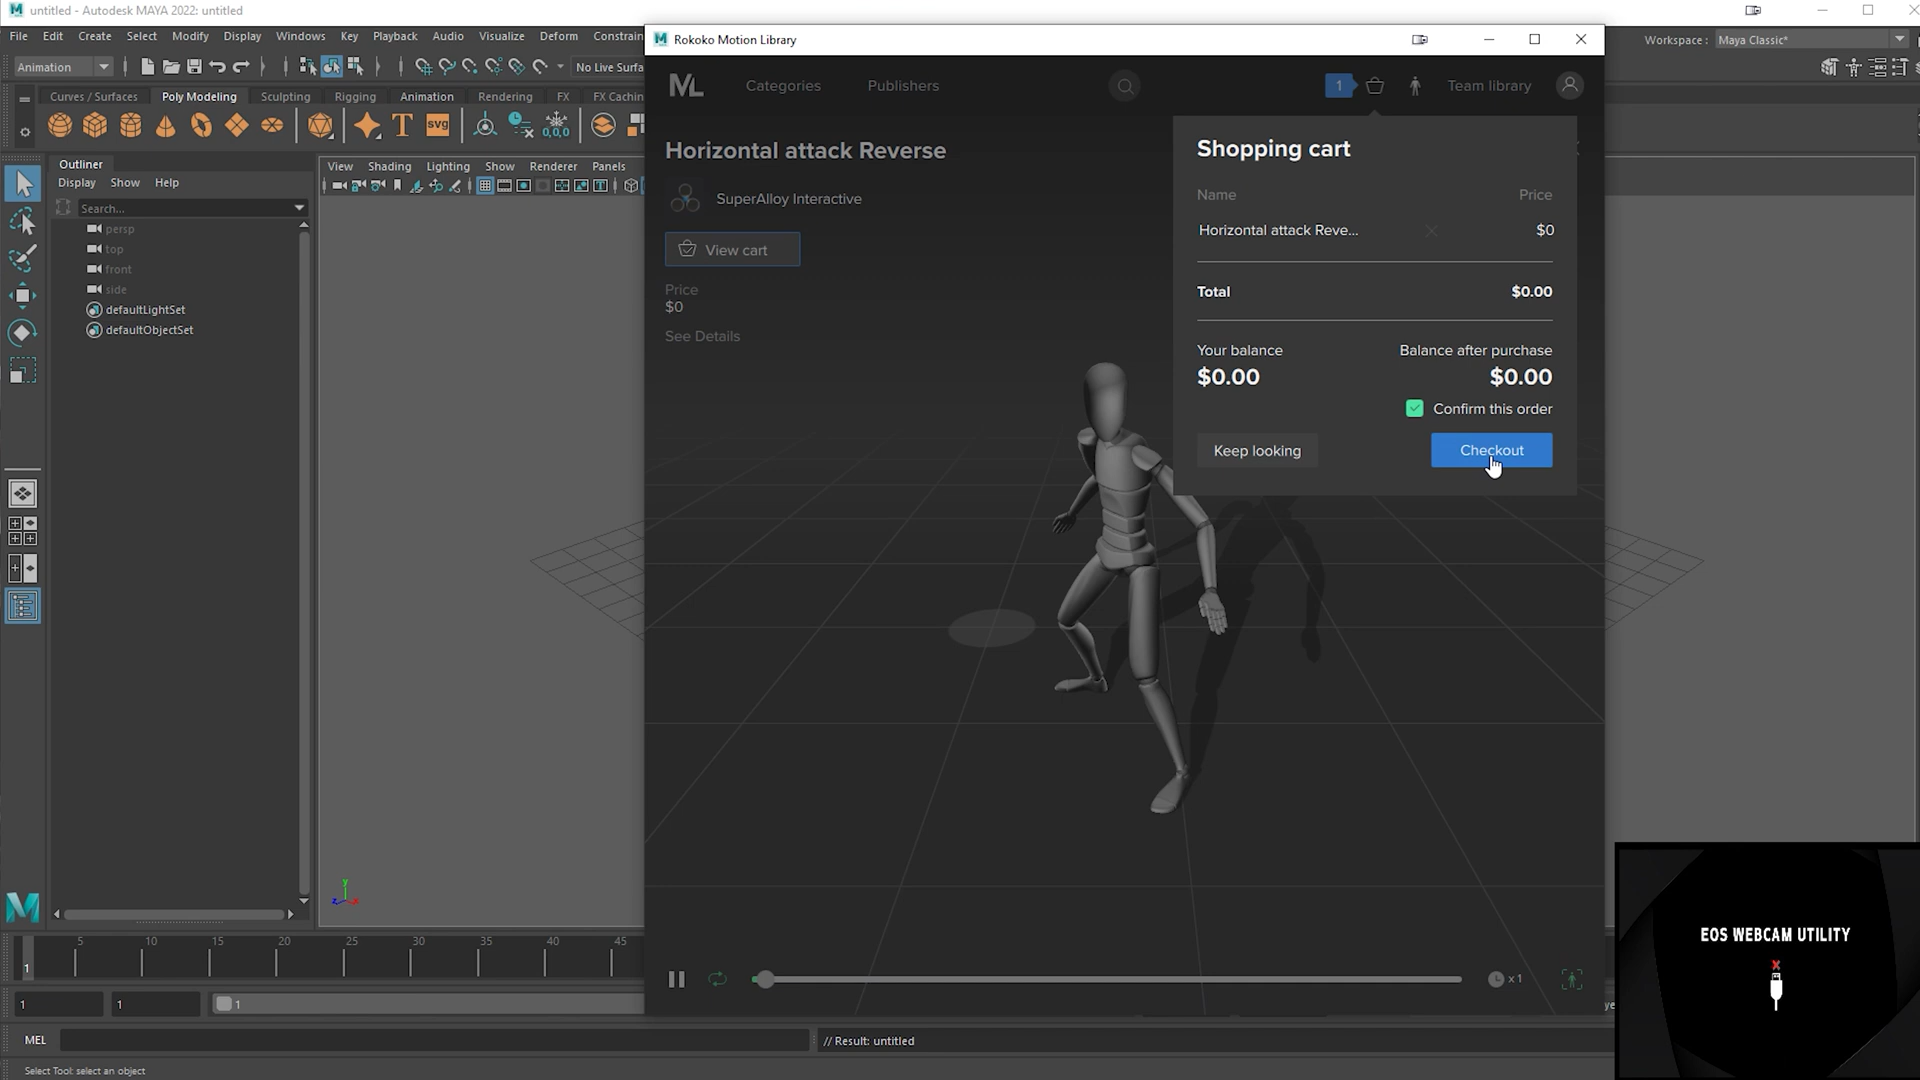 untitled - Autodesk MAYA 2022: untitled
File Edit Create Select Modify Display Windows Key Playback Audio Visualize Deform Constrain
Workspace : Maya Classic*
Animation
No Live Surfa
Curves / Surfaces Poly Modeling Sculpting Rigging Animation Rendering FX FX Cachin
T svg 0,0,0
Outliner
Display Show Help
Search...
persp
top
front
side
defaultLightSet
defaultObjectSet
View Shading Lighting Show Renderer Panels
Rokoko Motion Library
ML Categories Publishers 1 Team library
Horizontal attack Reverse
SuperAlloy Interactive
View cart
Price
$0
See Details
Shopping cart
Name Price
Horizontal attack Reve... $0
Total $0.00
Your balance Balance after purchase
$0.00 $0.00
Confirm this order
Keep looking Checkout
x 1
EOS WEBCAM UTILITY
y
z x
5 10 15 20 25 30 35 40 45
1
1 1 1
MEL
// Result: untitled
Select Tool: select an object